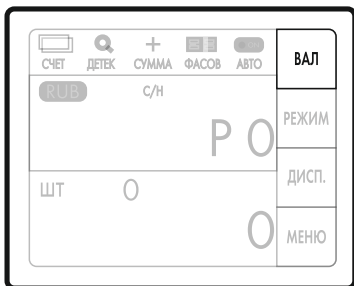 СЧЕТ ДЕТЕК СУММА ФАСОВ АВТО ВАЛ
RUB С/Н РЕЖИМ
P 0
ШТ 0 ДИСП.
0 МЕНЮ